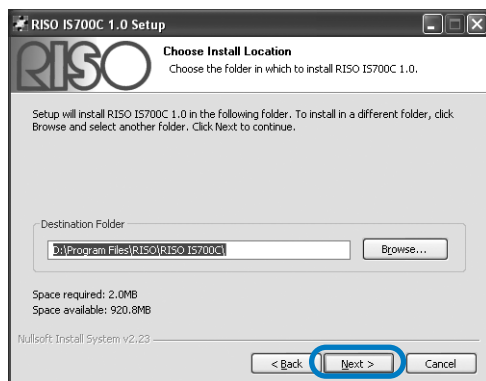 RISO IS700C 1.0 Setup
RISO
Choose Install Location
Choose the folder in which to install RISO IS700C 1.0.
Setup will install RISO IS700C 1.0 in the following folder. To install in a different folder, click
Browse and select another folder. Click Next to continue.
Destination Folder
D:\Program Files\RISO\RISO IS700C\
Browse...
Space required: 2.0MB
Space available: 920.8MB
Nullsoft Install System v2.23
< Back
Next >
Cancel